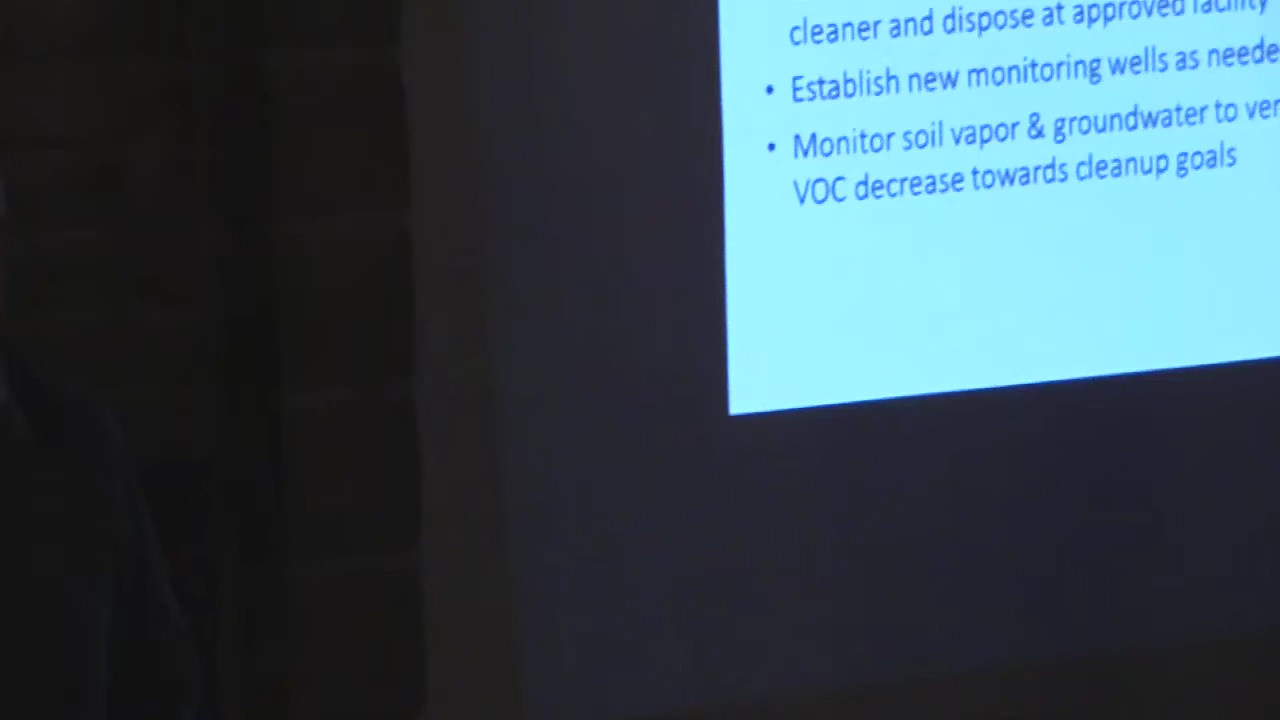 cleaner and dispose at approved facility
• Establish new monitoring wells as neede
• Monitor soil vapor & groundwater to ver
VOC decrease towards cleanup goals